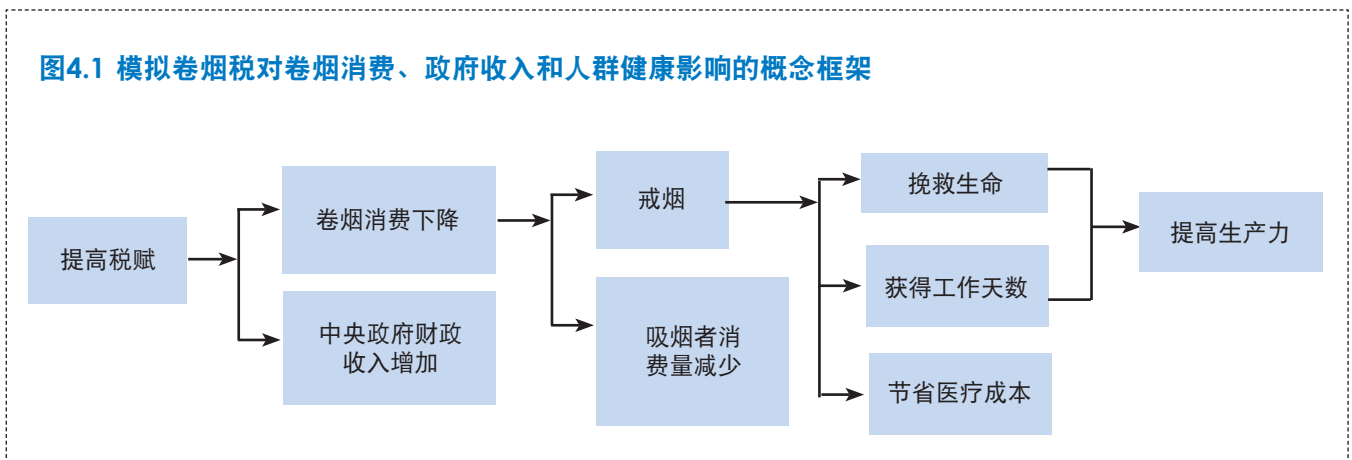 图4.1 模拟卷烟税对卷烟消费、政府收入和人群健康影响的概念框架
提高税赋
卷烟消费下降
中央政府财政
收入增加
戒烟
吸烟者消
费量减少
挽救生命
获得工作天数
节省医疗成本
提高生产力